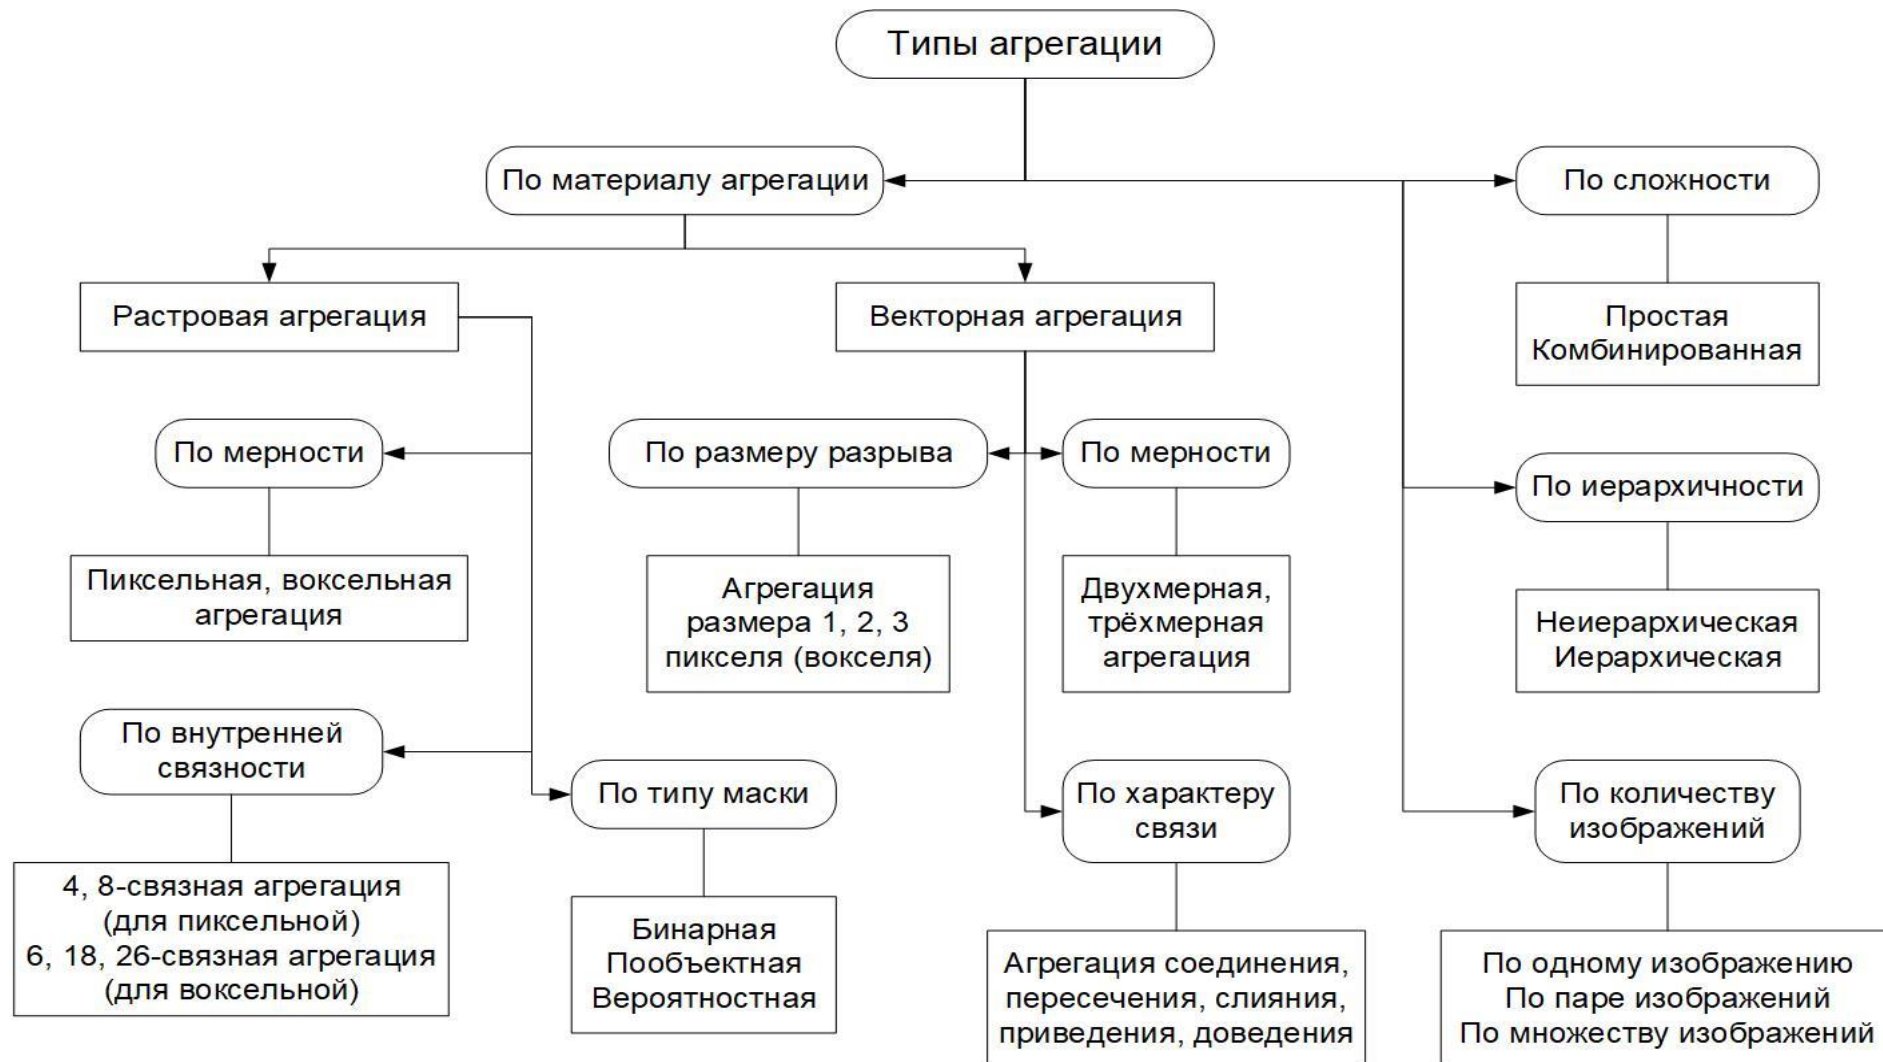 Типы агрегации
По материалу агрегации
По сложности
Растровая агрегация
Векторная агрегация
Простая
Комбинированная
По мерности
По размеру разрыва
По мерности
По иерархичности
Пиксельная, воксельная
агрегация
Агрегация
размера 1, 2, 3
пикселя (вокселя)
Двухмерная,
трёхмерная
агрегация
Неиерархическая
Иерархическая
По внутренней
связности
По типу маски
По характеру
связи
По количеству
изображений
4, 8-связная агрегация
(для пиксельной)
6, 18, 26-связная агрегация
(для воксельной)
Бинарная
Пообъектная
Вероятностная
Агрегация соединения,
пересечения, слияния,
приведения, доведения
По одному изображению
По паре изображений
По множеству изображений